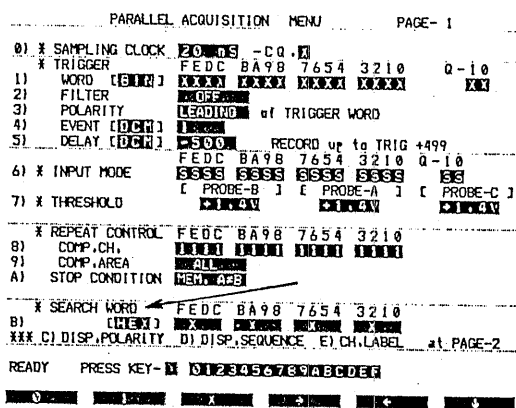 PARALLEL ACQUISITION MENU PAGE- 1
0) * SAMPLING CLOCK 20 nS -CQ.X
* TRIGGER FEDC BA98 7654 3210 Q-10
1) WORD [BIN] XXXX XXXX XXXX XXXX XX
2) FILTER OFF
3) POLARITY LEADING of TRIGGER WORD
4) EVENT [DCM] 1
5) DELAY [DCM] -500 RECORD up to TRIG +499
FEDC BA98 7654 3210 Q-10
6) * INPUT MODE SSSS SSSS SSSS SSSS SS
[ PROBE-B ] [ PROBE-A ] [ PROBE-C ]
7) * THRESHOLD +1.4V +1.4V +1.4V
* REPEAT CONTROL FEDC BA98 7654 3210
8) COMP.CH. 1111 1111 1111 1111
9) COMP.AREA ALL
A) STOP CONDITION MEM. A≠B
* SEARCH WORD FEDC BA98 7654 3210
B) [HEX] X X X X
*** C) DISP.POLARITY D) DISP.SEQUENCE E) CH.LABEL at PAGE-2
READY PRESS KEY- X 0123456789ABCDEF
0 1 X → ← ↓